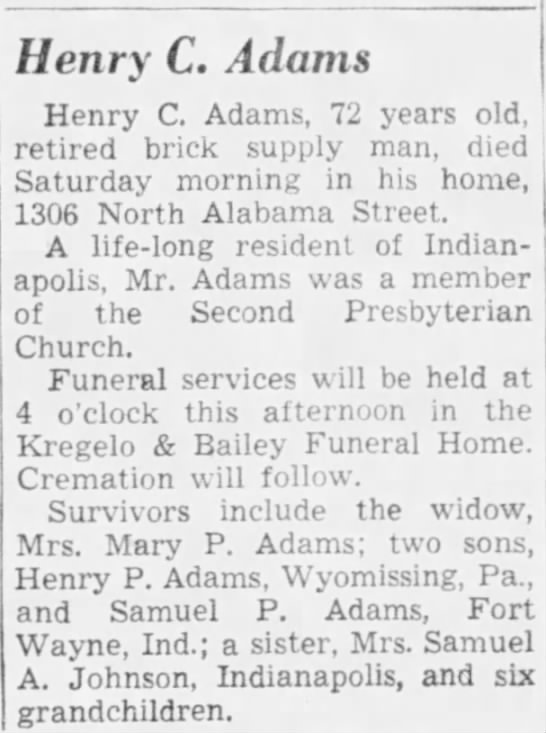 Henry C. Adams
Henry C. Adams, 72 years old,
retired brick supply man, died
Saturday morning in his home,
1306 North Alabama Street.
A life-long resident of Indian-
apolis, Mr. Adams was a member
of the Second Presbyterian
Church.
Funeral services will be held at
4 o'clock this afternoon in the
Kregelo & Bailey Funeral Home.
Cremation will follow.
Survivors include the widow,
Mrs. Mary P. Adams; two sons,
Henry P. Adams, Wyomissing, Pa.,
and Samuel P. Adams, Fort
Wayne, Ind.; a sister, Mrs. Samuel
A. Johnson, Indianapolis, and six
grandchildren.